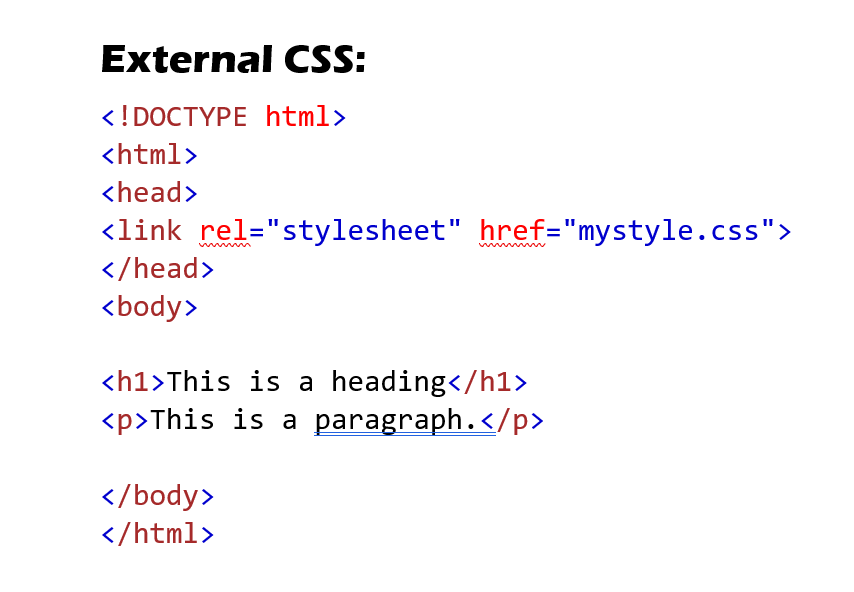 External CSS:
<!DOCTYPE html>
<html>
<head>
<link rel="stylesheet" href="mystyle.css">
</head>
<body>
<h1>This is a heading</h1>
<p>This is a paragraph.</p>
</body>
</html>